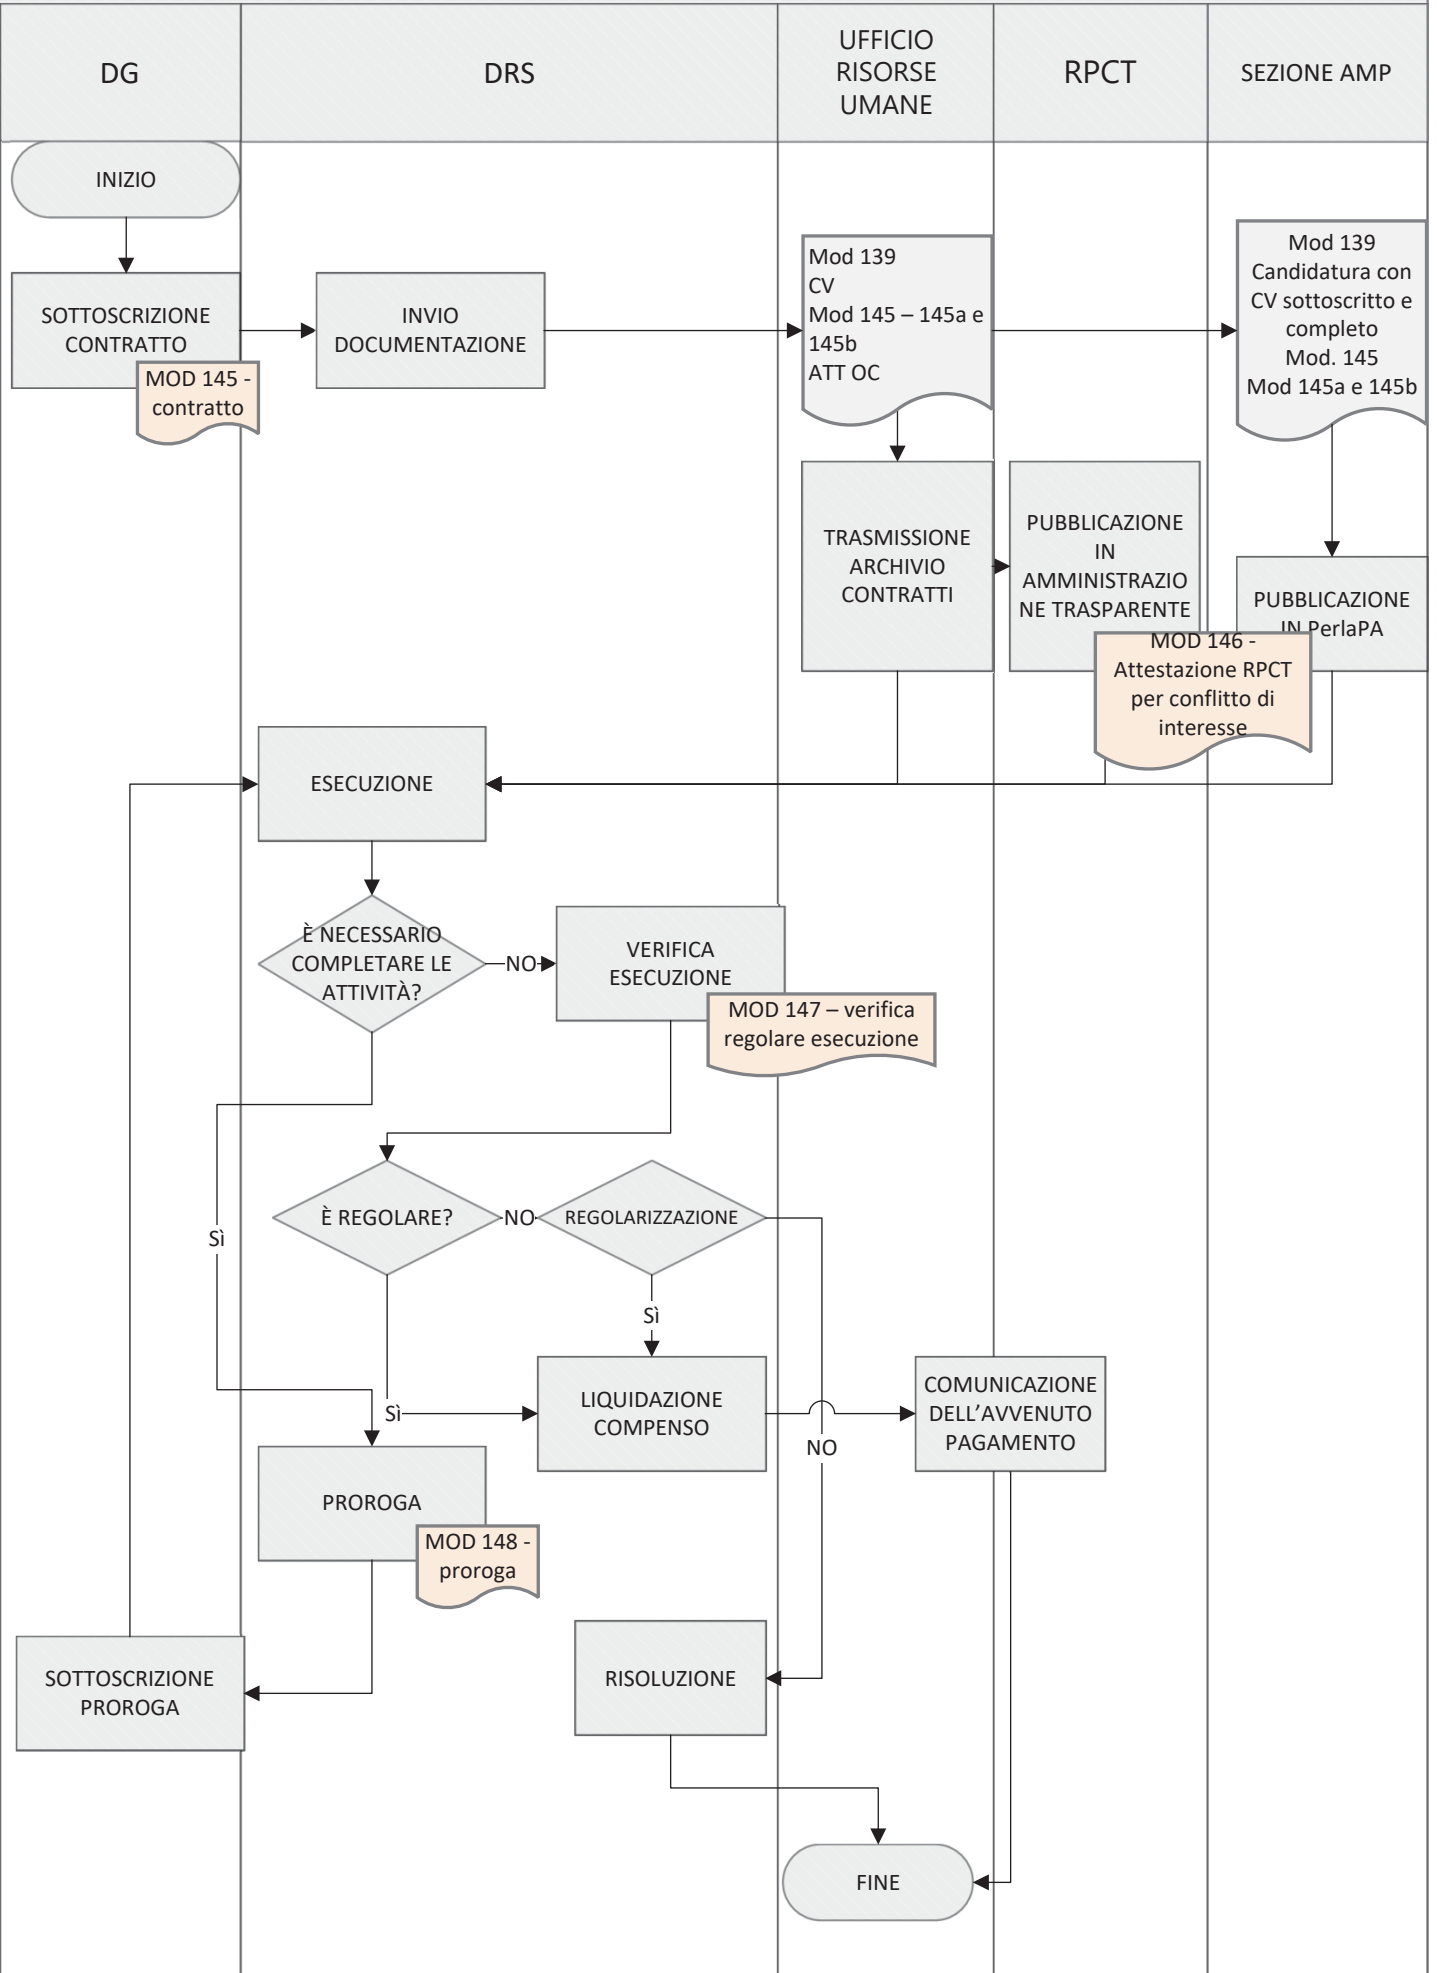 DG
DRS
UFFICIO
RISORSE
UMANE
RPCT
SEZIONE AMP
INIZIO
SOTTOSCRIZIONE
CONTRATTO
MOD 145 -
contratto
INVIO
DOCUMENTAZIONE
Mod 139
CV
Mod 145 – 145a e
145b
ATT OC
Mod 139
Candidatura con
CV sottoscritto e
completo
Mod. 145
Mod 145a e 145b
TRASMISSIONE
ARCHIVIO
CONTRATTI
PUBBLICAZIONE
IN
AMMINISTRAZIO
NE TRASPARENTE
PUBBLICAZIONE
IN PerlaPA
MOD 146 -
Attestazione RPCT
per conflitto di
interesse
ESECUZIONE
È NECESSARIO
COMPLETARE LE
ATTIVITÀ?
NO
VERIFICA
ESECUZIONE
MOD 147 – verifica
regolare esecuzione
È REGOLARE?
NO
REGOLARIZZAZIONE
Sì
Sì
LIQUIDAZIONE
COMPENSO
COMUNICAZIONE
DELL’AVVENUTO
PAGAMENTO
Sì
NO
PROROGA
MOD 148 -
proroga
SOTTOSCRIZIONE
PROROGA
RISOLUZIONE
FINE